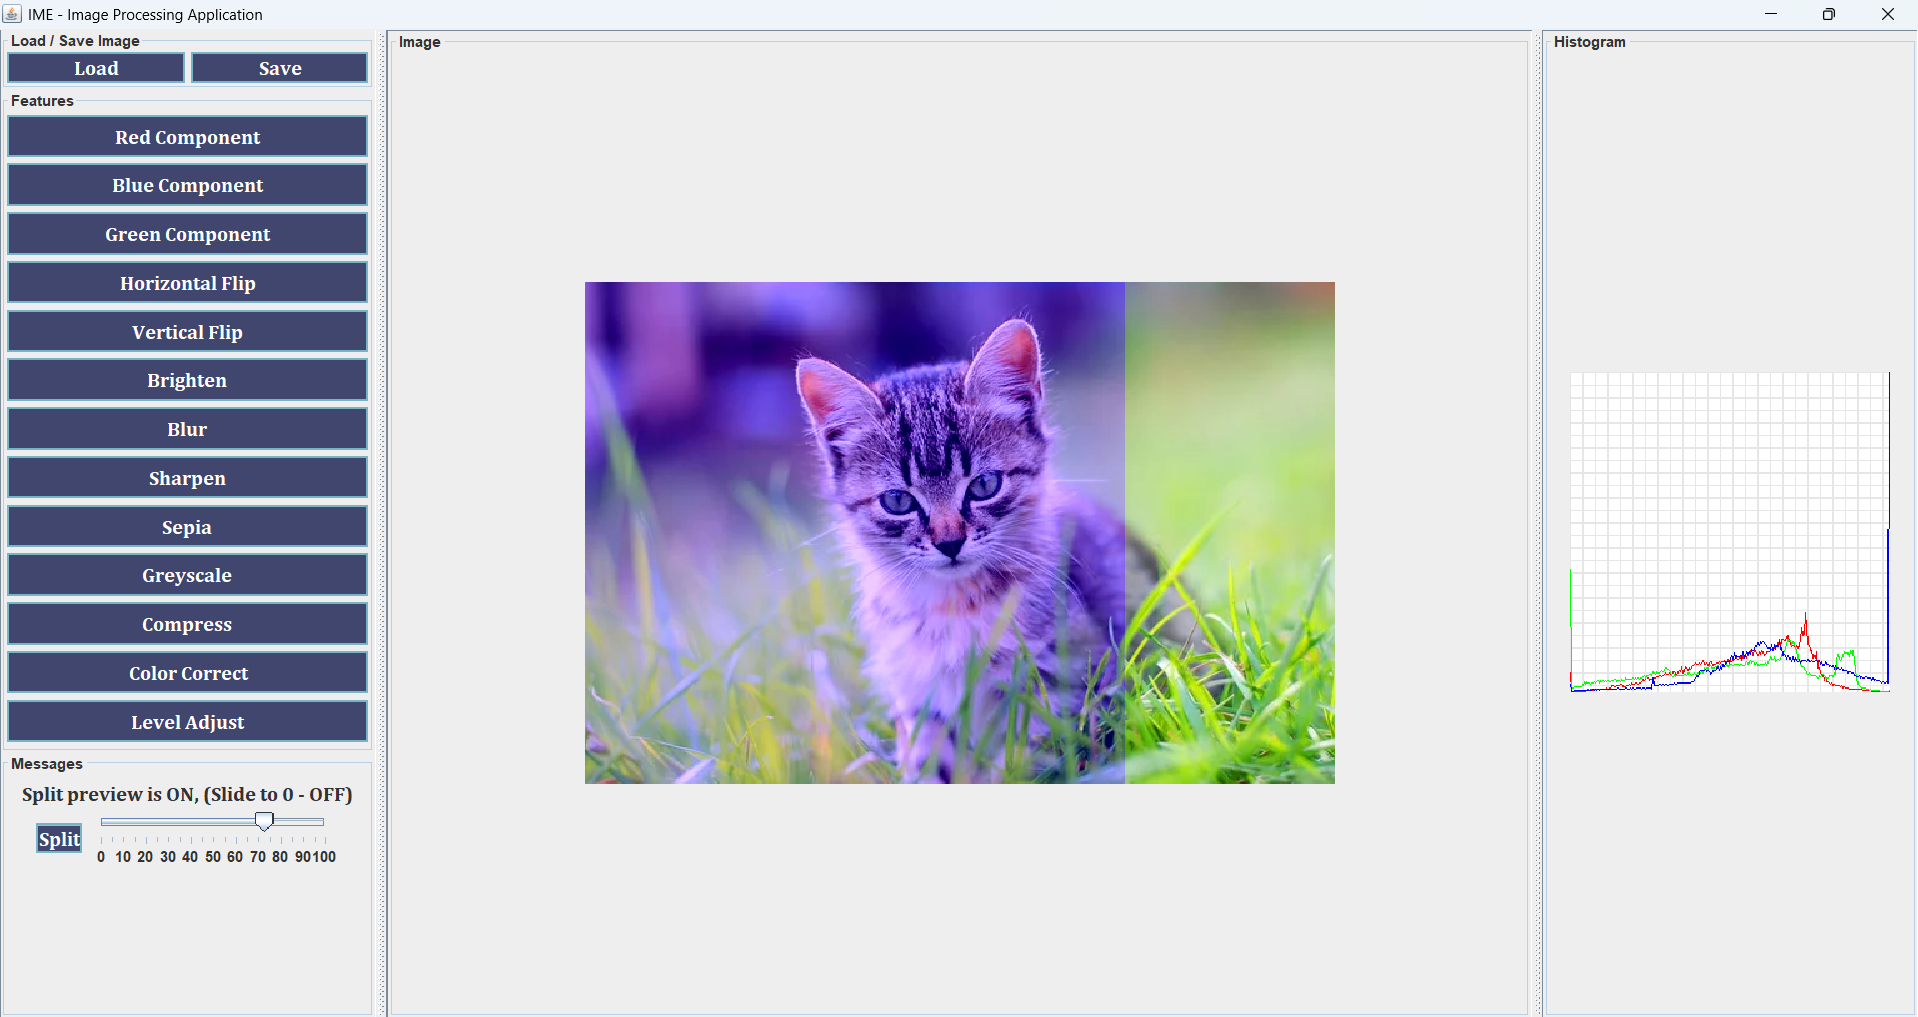 IME - Image Processing Application
Load / Save Image
Load Save
Features
Red Component
Blue Component
Green Component
Horizontal Flip
Vertical Flip
Brighten
Blur
Sharpen
Sepia
Greyscale
Compress
Color Correct
Level Adjust
Messages
Split preview is ON, (Slide to 0 - OFF)
Split
0 10 20 30 40 50 60 70 80 90 100
Image
Histogram